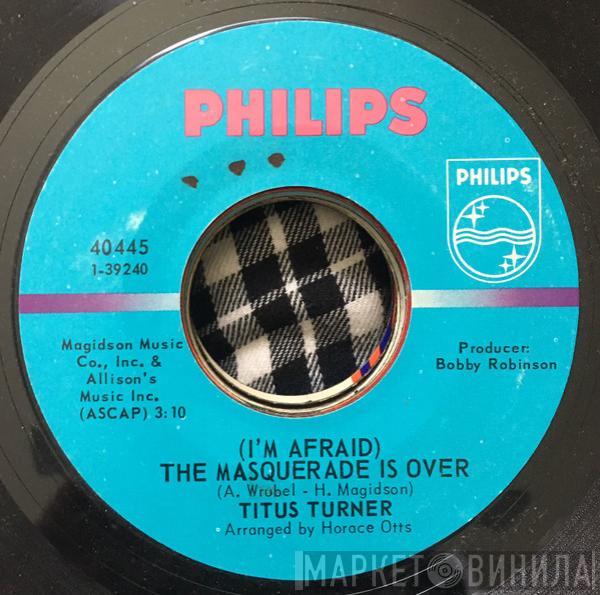 PHILIPS
PHILIPS
40445
1-39240
Magidson Music
Co., Inc. &
Allison's
Music Inc.
(ASCAP) 3:10
Producer:
Bobby Robinson
(I'M AFRAID)
THE MASQUERADE IS OVER
(A. Wrubel - H. Magidson)
TITUS TURNER
Arranged by Horace Otts
МАРКЕТ ВИНИЛА